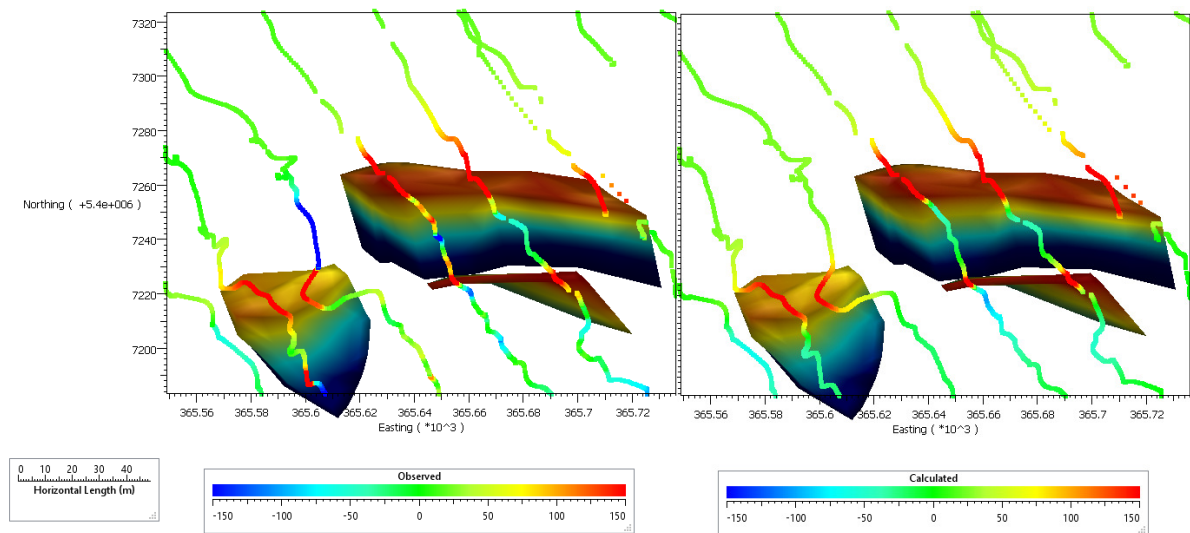 7320
7300
7280
7260
Northing ( +5.4e+006)
7240
7220
7200
365.56 365.58 365.6 365.62 365.64 365.66 365.68 365.7 365.72
Easting ( *10^3)
365.56 365.58 365.6 365.62 365.64 365.66 365.68 365.7 365.72
Easting ( *10^3)
0 10 20 30 40
Horizontal Length (m)
Observed
-150 -100 -50 0 50 100 150
Calculated
-150 -100 -50 0 50 100 150